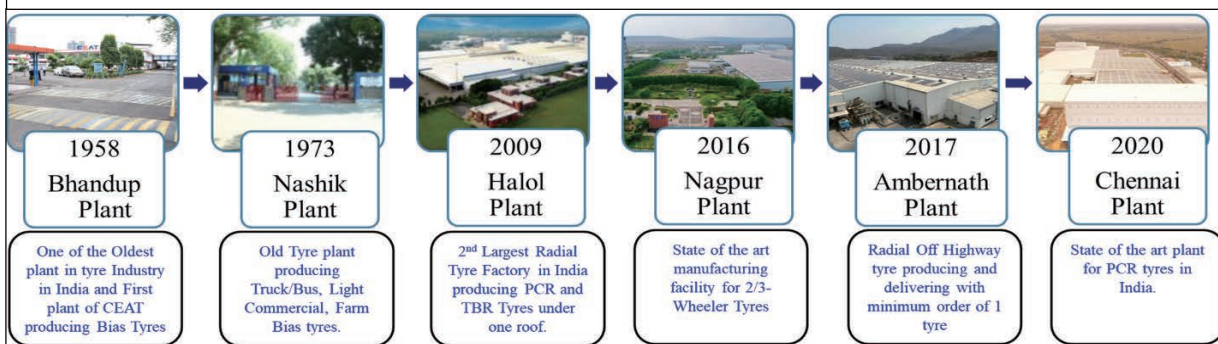 CEAT
1958
Bhandup
Plant
One of the Oldest
plant in tyre Industry
in India and First
plant of CEAT
producing Bias Tyres
1973
Nashik
Plant
Old Tyre plant
producing
Truck/Bus, Light
Commercial, Farm
Bias tyres.
2009
Halol
Plant
2nd Largest Radial
Tyre Factory in India
producing PCR and
TBR Tyres under
one roof.
2016
Nagpur
Plant
State of the art
manufacturing
facility for 2/3-
Wheeler Tyres
2017
Ambernath
Plant
Radial Off Highway
tyre producing and
delivering with
minimum order of 1
tyre
2020
Chennai
Plant
State of the art plant
for PCR tyres in
India.